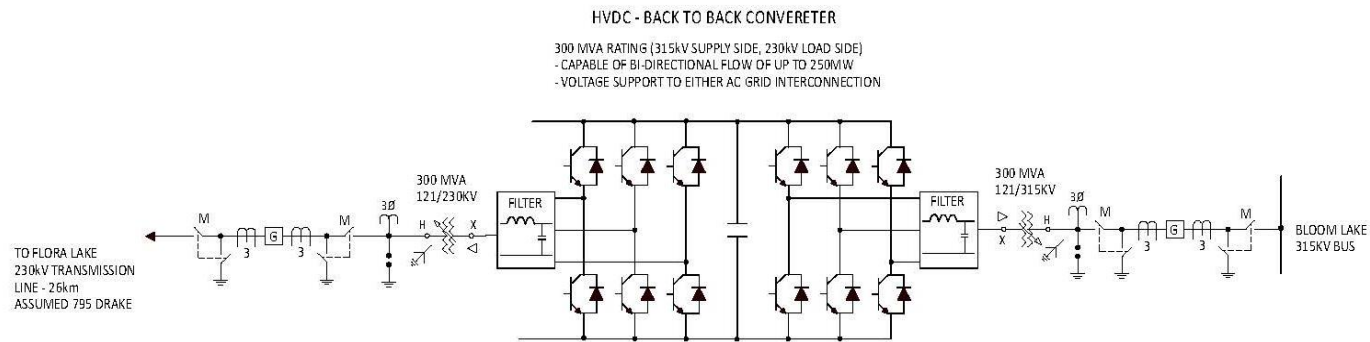 HVDC - BACK TO BACK CONVERETER
300 MVA RATING (315kV SUPPLY SIDE, 230kV LOAD SIDE)
- CAPABLE OF BI-DIRECTIONAL FLOW OF UP TO 250MW
- VOLTAGE SUPPORT TO EITHER AC GRID INTERCONNECTION
300 MVA
121/230KV
FILTER
FILTER
300 MVA
121/315KV
3Ø
3Ø
M
M
H
X
H
X
M
M
G
G
3
3
3
3
TO FLORA LAKE
230kV TRANSMISSION
LINE - 26km
ASSUMED 795 DRAKE
BLOOM LAKE
315KV BUS